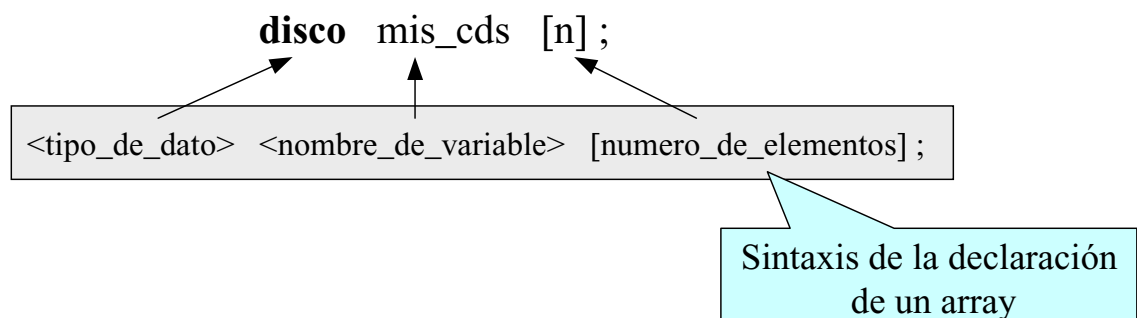 disco mis_cds [n] ;
<tipo_de_dato> <nombre_de_variable> [numero_de_elementos] ;
Sintaxis de la declaración
de un array